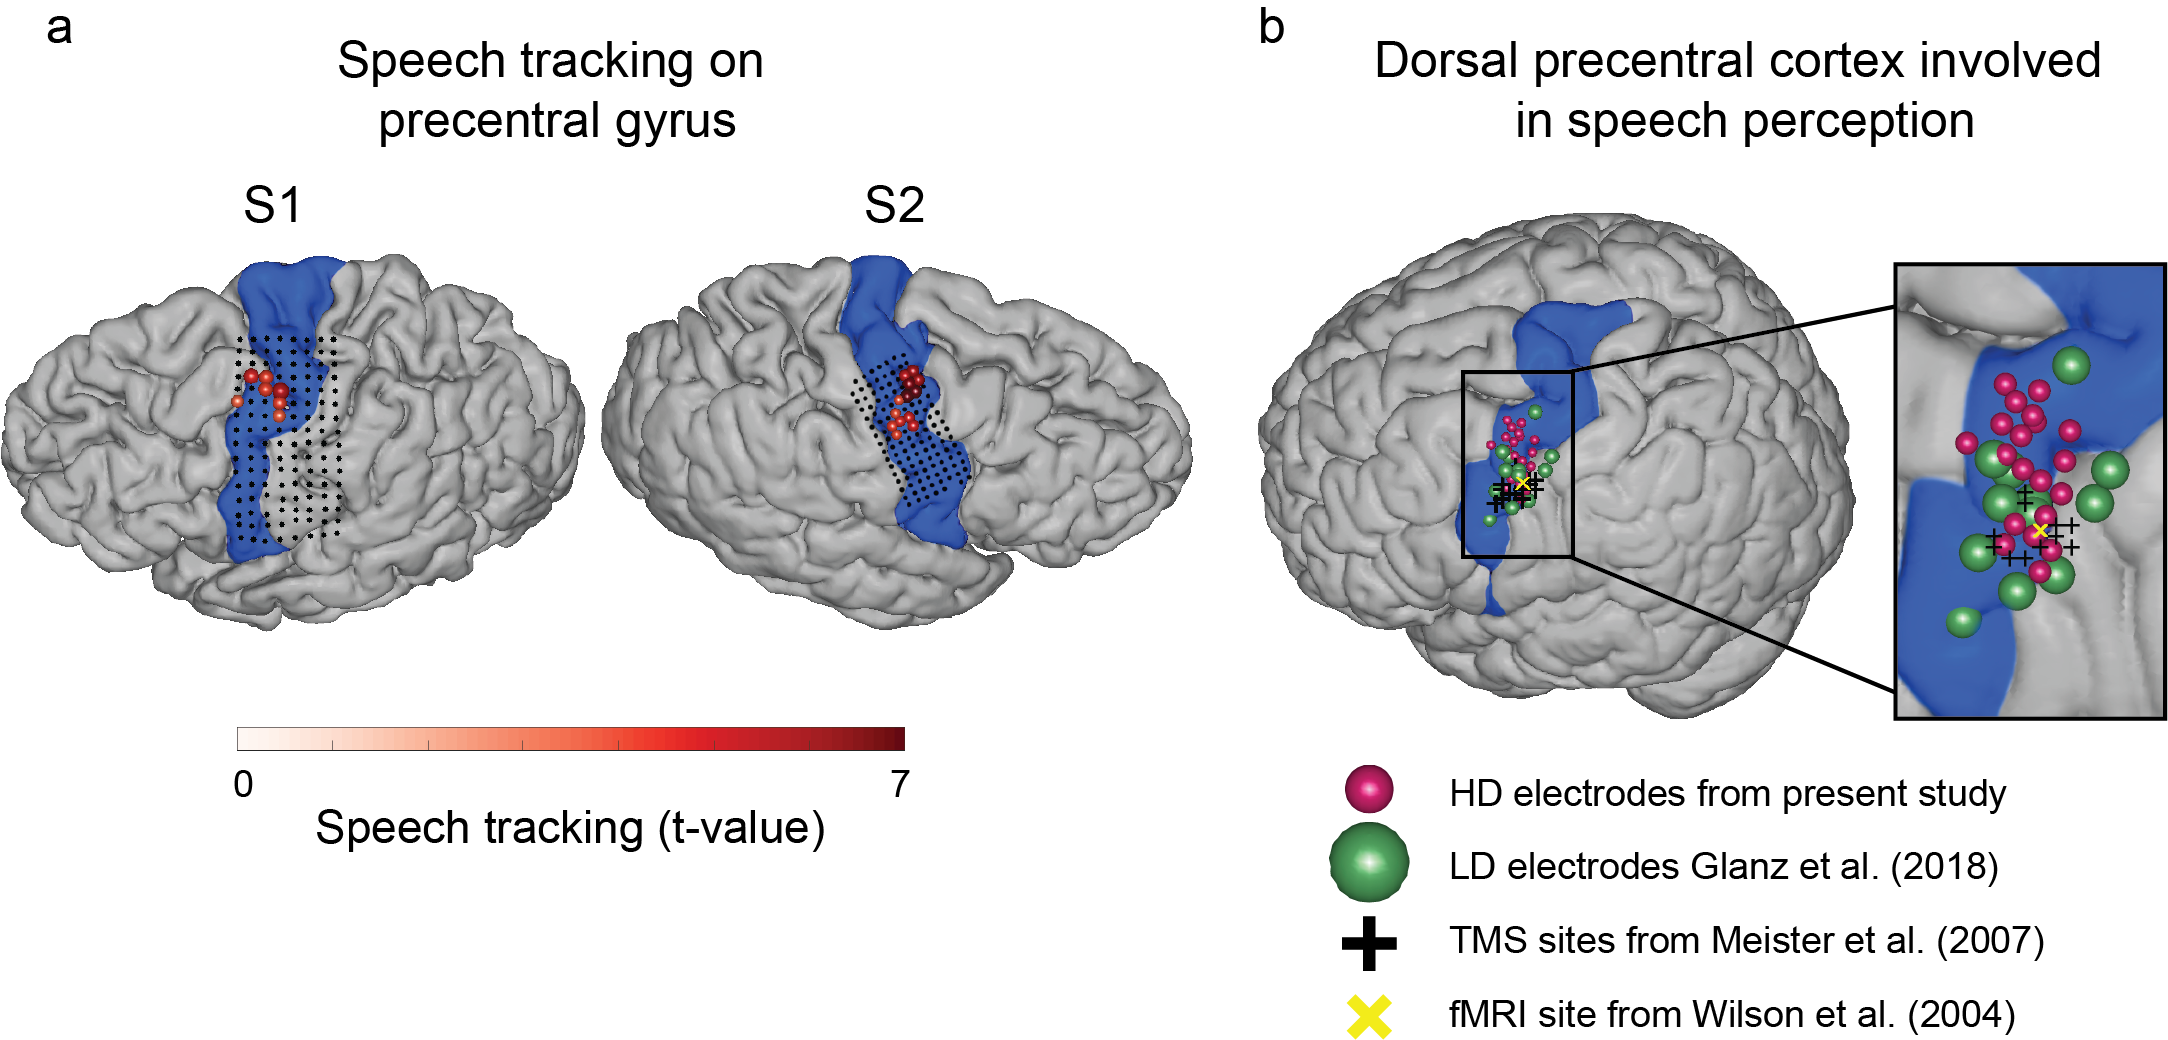 a
Speech tracking on
precentral gyrus
S1
S2
0
7
Speech tracking (t-value)
b
Dorsal precentral cortex involved
in speech perception
HD electrodes from present study
LD electrodes Glanz et al. (2018)
TMS sites from Meister et al. (2007)
fMRI site from Wilson et al. (2004)